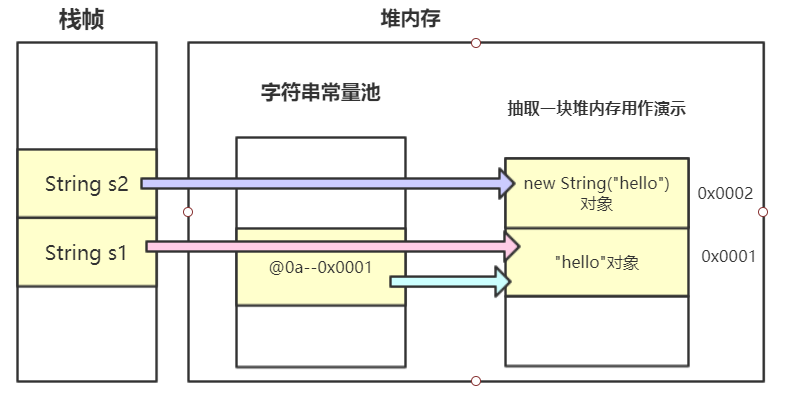 栈帧
堆内存
字符串常量池
抽取一块堆内存用作演示
String s2
new String("hello")
对象
0x0002
String s1
@0a--0x0001
"hello"对象
0x0001